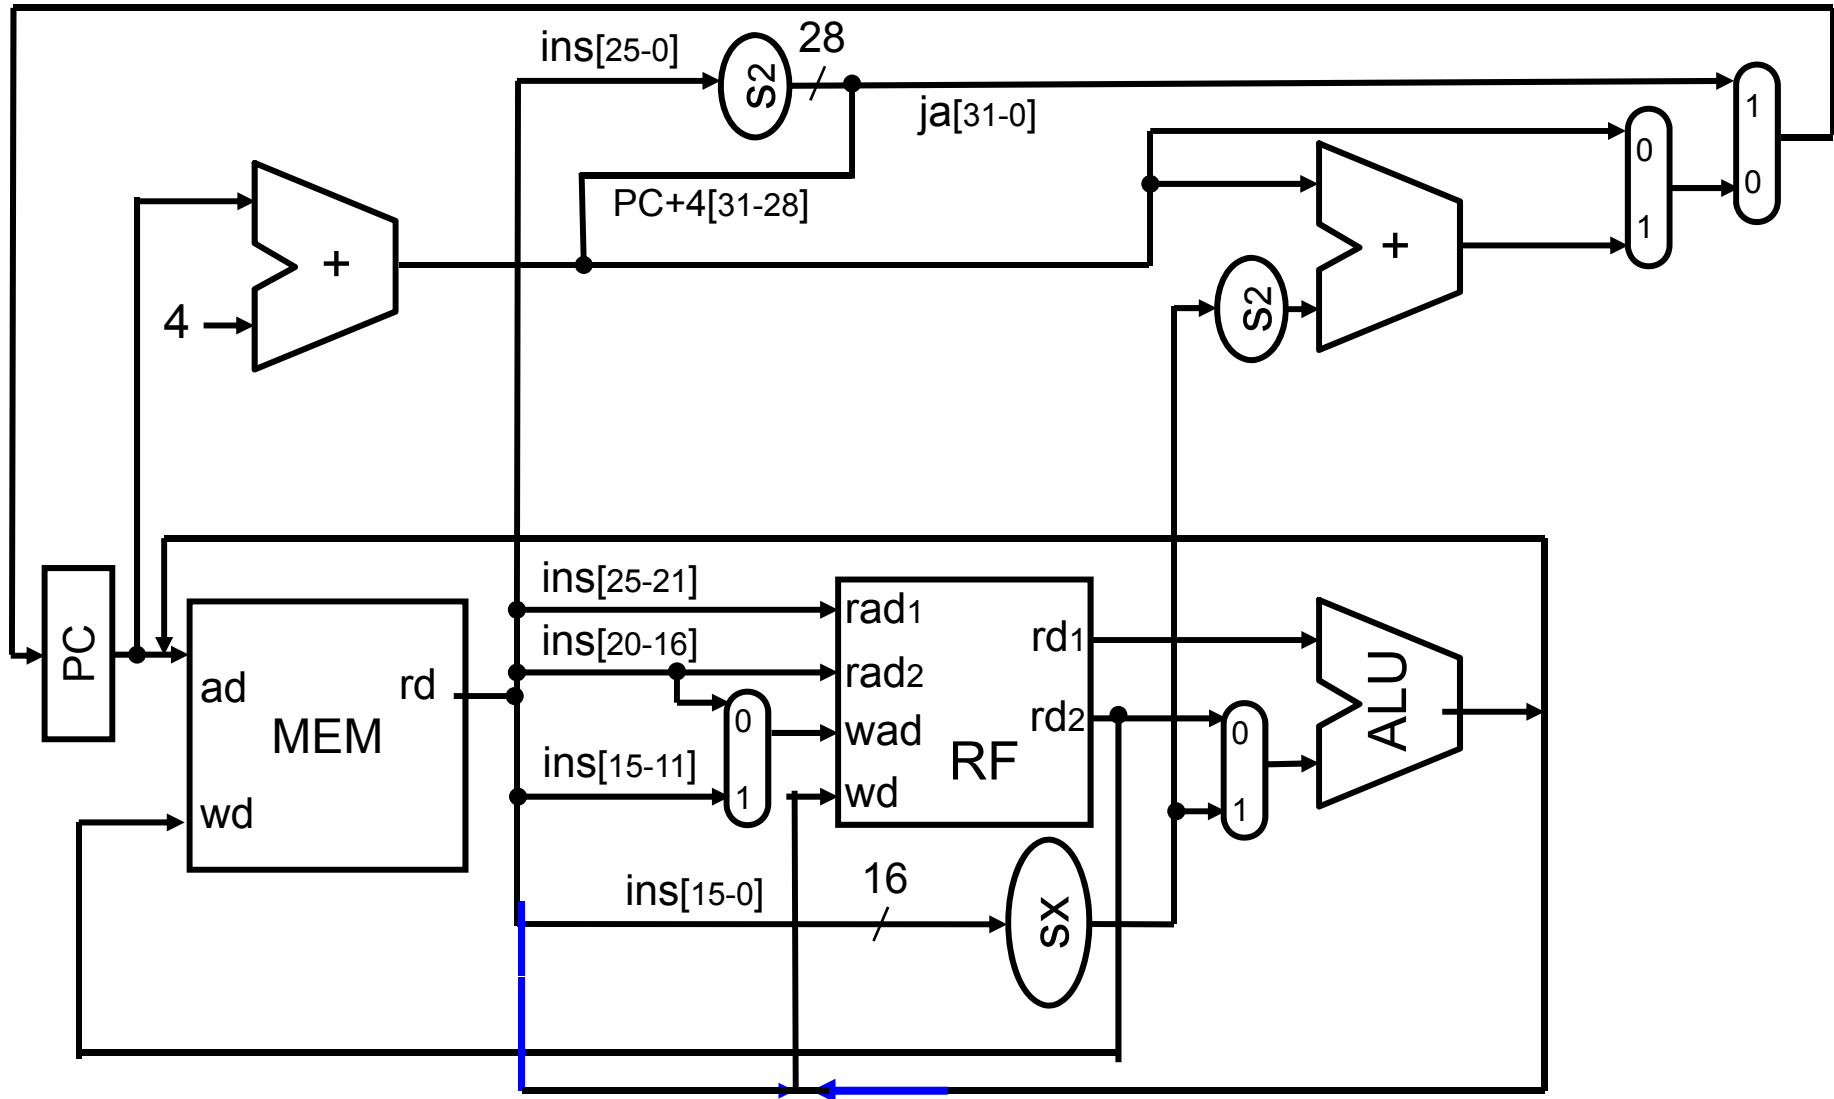 28
ins[25-0]
s2
1
ja[31-0]
0
PC+4[31-28]
0
1
+
+
s2
4
ins[25-21]
rad1
ins[20-16]
rd1
PC
rad2
ALU
ad
rd
0
wad
rd2
0
MEM
RF
ins[15-11]
1
wd
1
wd
16
ins[15-0]
sx